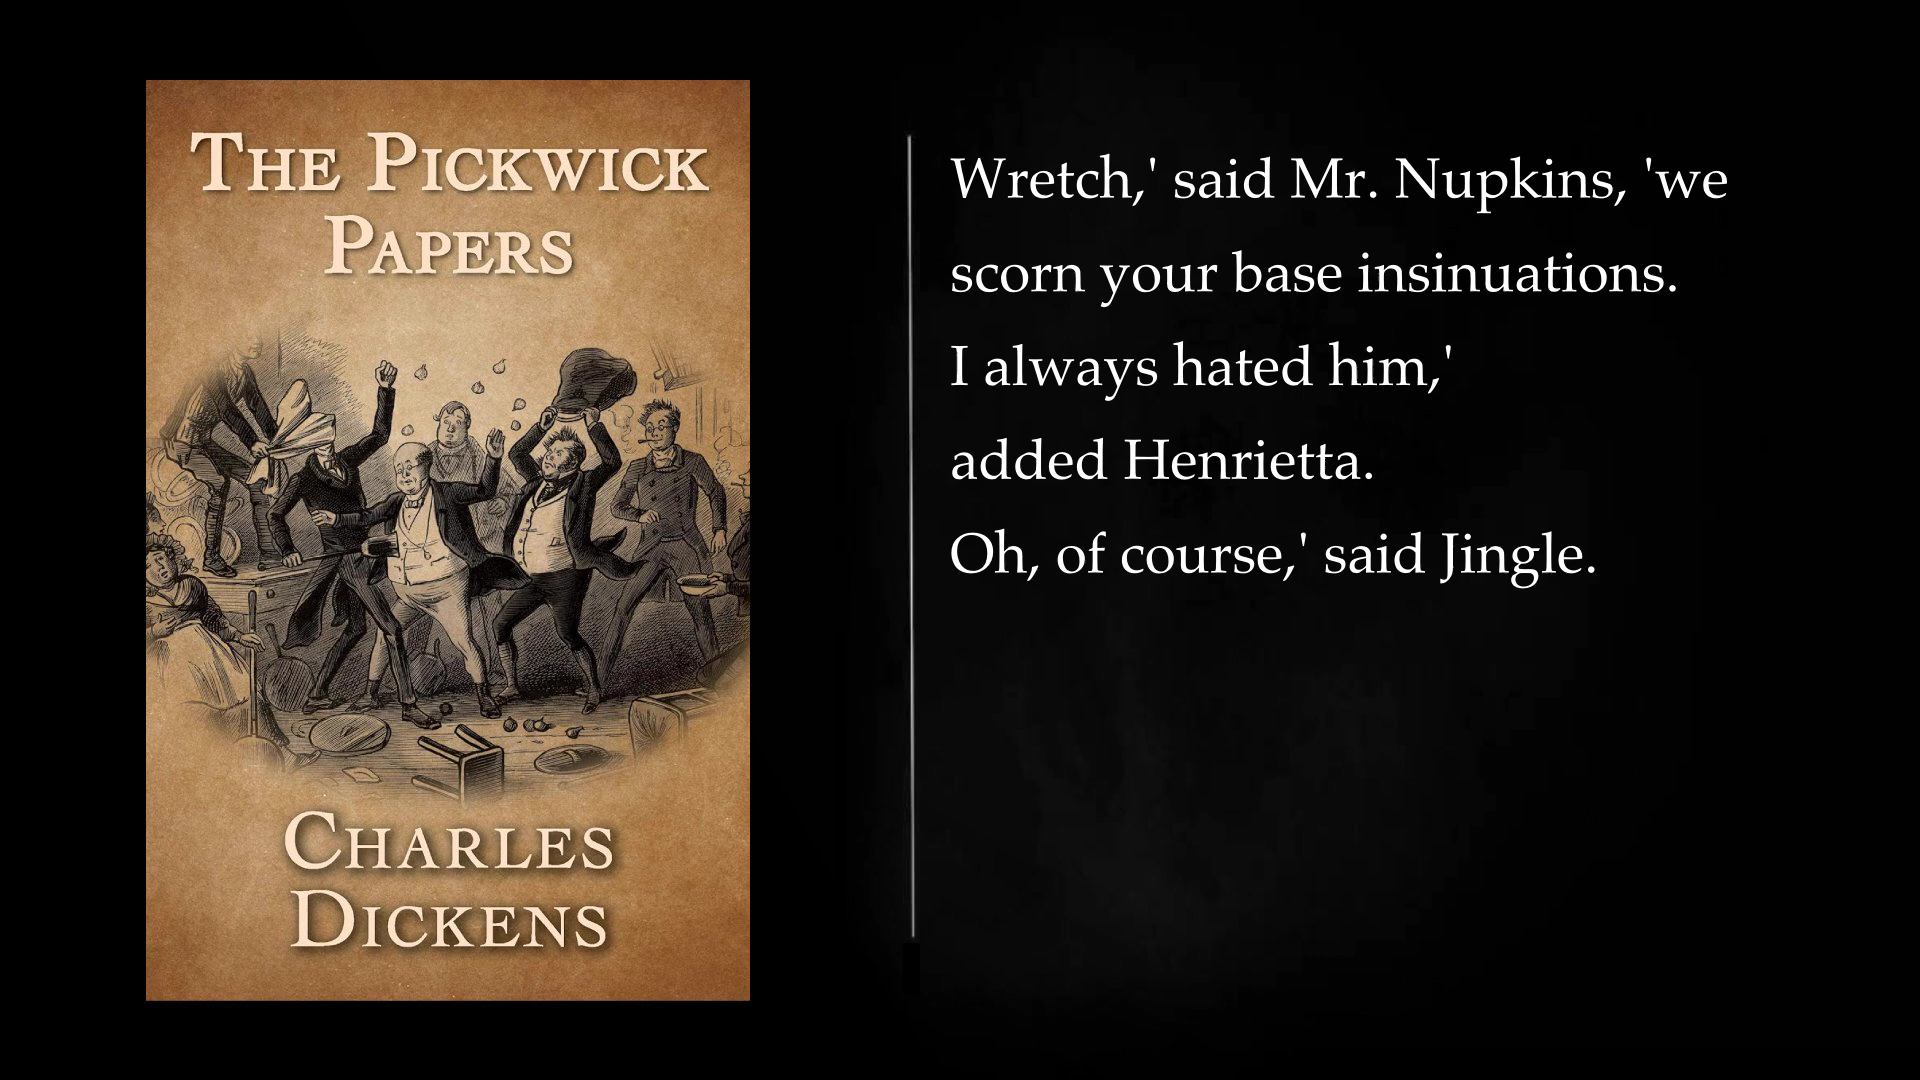 The Pickwick
Papers
Charles
Dickens
Wretch,' said Mr. Nupkins, 'we
scorn your base insinuations.
I always hated him,'
added Henrietta.
Oh, of course,' said Jingle.